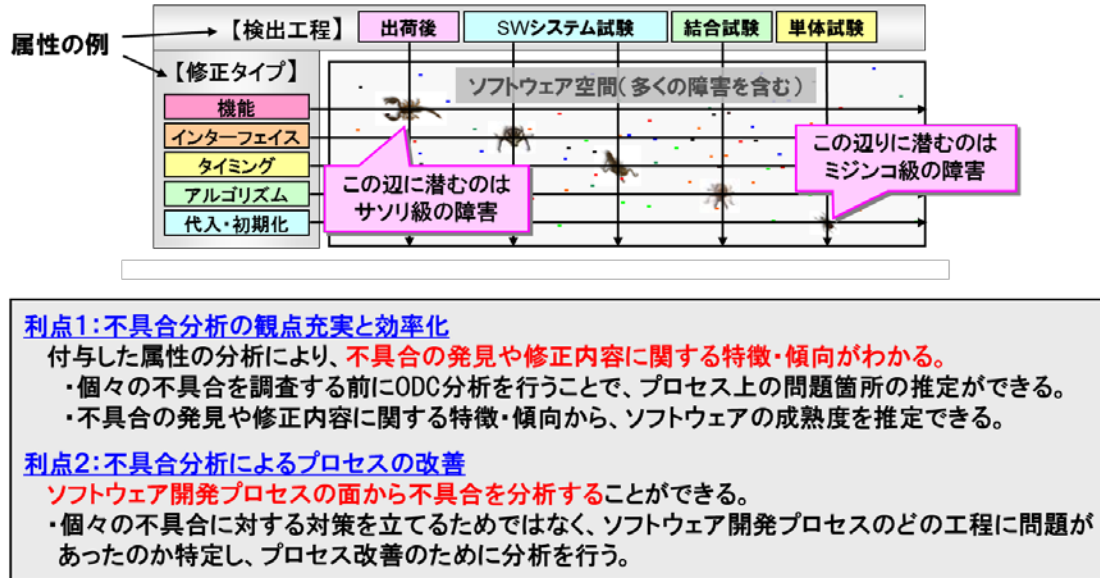 属性の例
【検出工程】
出荷後
SWシステム試験
結合試験
単体試験
【修正タイプ】
ソフトウェア空間(多くの障害を含む)
機能
インターフェイス
タイミング
アルゴリズム
代入・初期化
この辺に潜むのは
サソリ級の障害
この辺りに潜むのは
ミジンコ級の障害
利点1:不具合分析の観点充実と効率化
付与した属性の分析により、不具合の発見や修正内容に関する特徴・傾向がわかる。
・個々の不具合を調査する前にODC分析を行うことで、プロセス上の問題箇所の推定ができる。
・不具合の発見や修正内容に関する特徴・傾向から、ソフトウェアの成熟度を推定できる。
利点2:不具合分析によるプロセスの改善
ソフトウェア開発プロセスの面から不具合を分析することができる。
・個々の不具合に対する対策を立てるためではなく、ソフトウェア開発プロセスのどの工程に問題が
あったのか特定し、プロセス改善のために分析を行う。